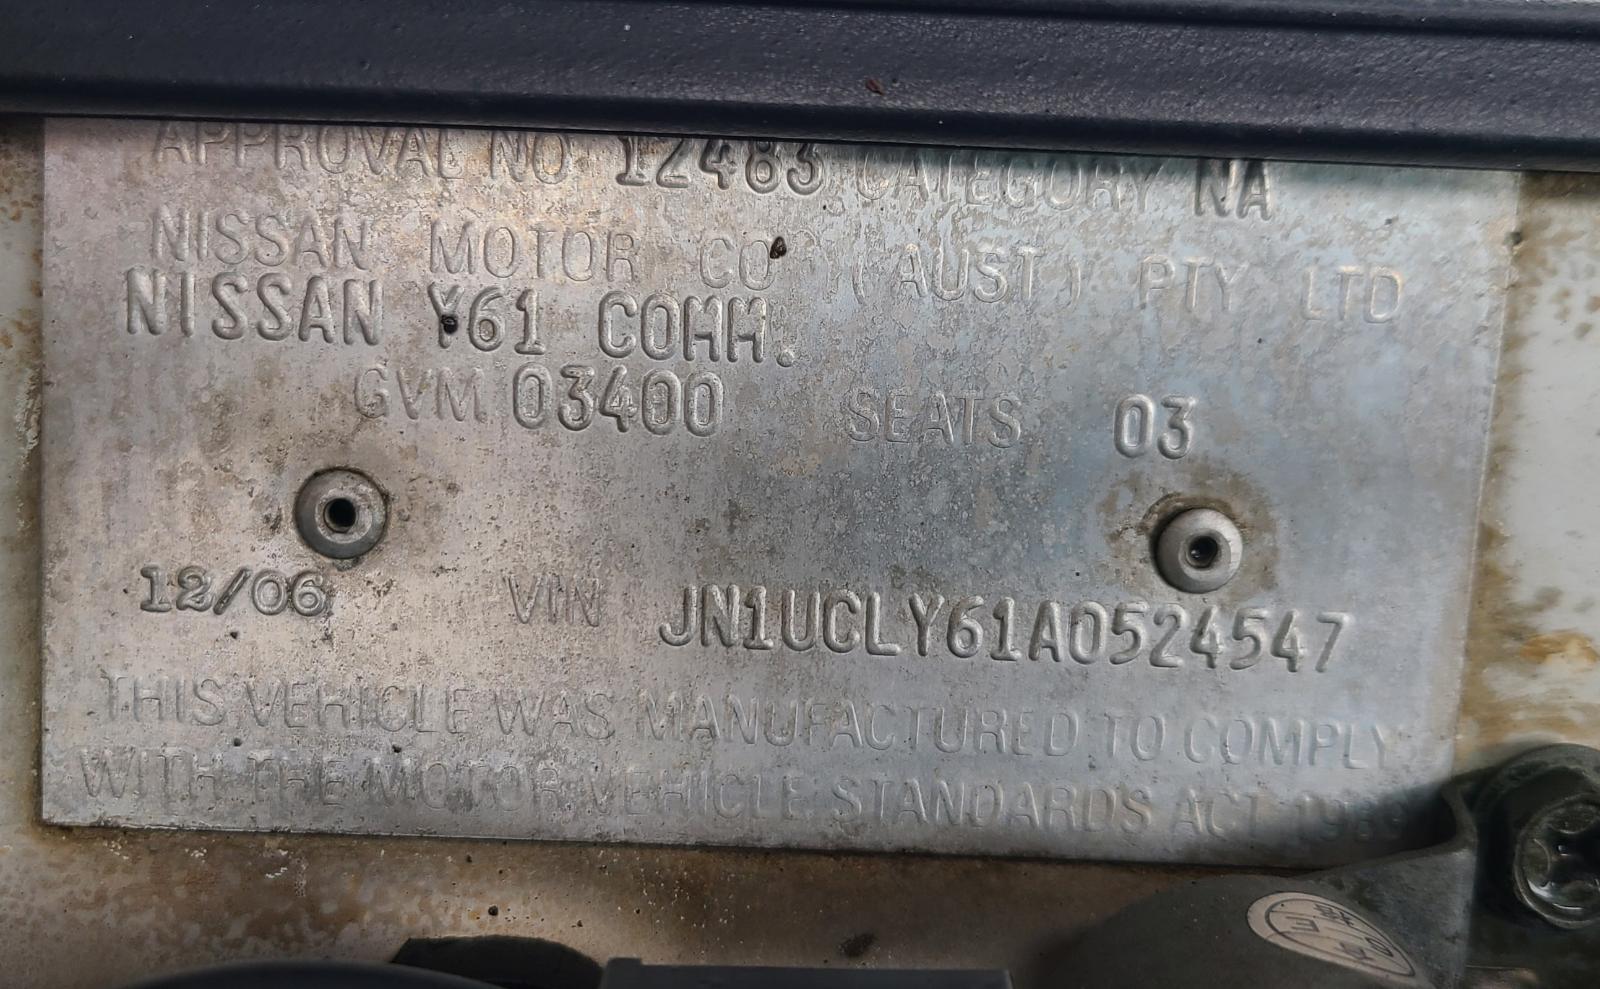 APPROVAL NO 12483 CATEGORY NA
NISSAN MOTOR CO (AUST) PTY LTD
NISSAN Y61 COMM.
GVM 03400 SEATS 03
12/06 VIN JN1UCLY61A0524547
THIS VEHICLE WAS MANUFACTURED TO COMPLY
WITH THE MOTOR VEHICLE STANDARDS ACT 1989